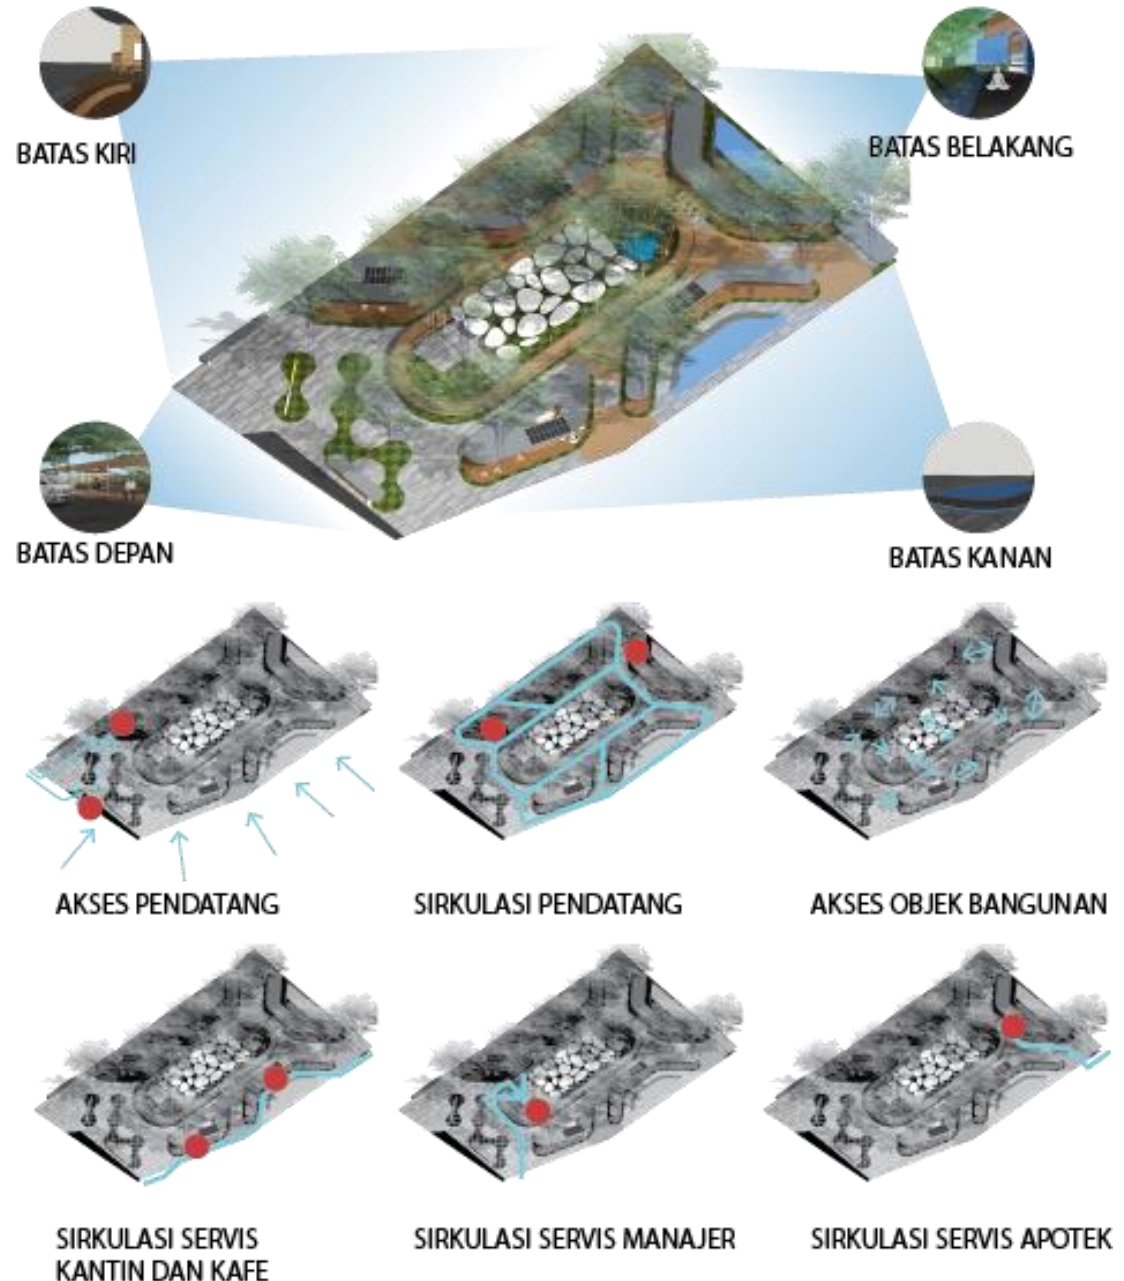 BATAS KIRI
BATAS BELAKANG
BATAS DEPAN
BATAS KANAN
AKSES PENDATANG
SIRKULASI PENDATANG
AKSES OBJEK BANGUNAN
SIRKULASI SERVIS
KANTIN DAN KAFE
SIRKULASI SERVIS MANAJER
SIRKULASI SERVIS APOTEK